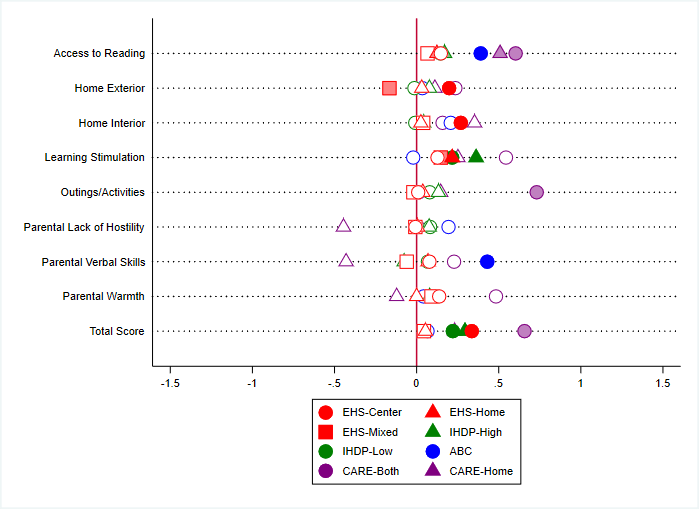 Access to Reading
Home Exterior
Home Interior
Learning Stimulation
Outings/Activities
Parental Lack of Hostility
Parental Verbal Skills
Parental Warmth
Total Score
-1.5 -1 -.5 0 .5 1 1.5
EHS-Center EHS-Home
EHS-Mixed IHDP-High
IHDP-Low ABC
CARE-Both CARE-Home